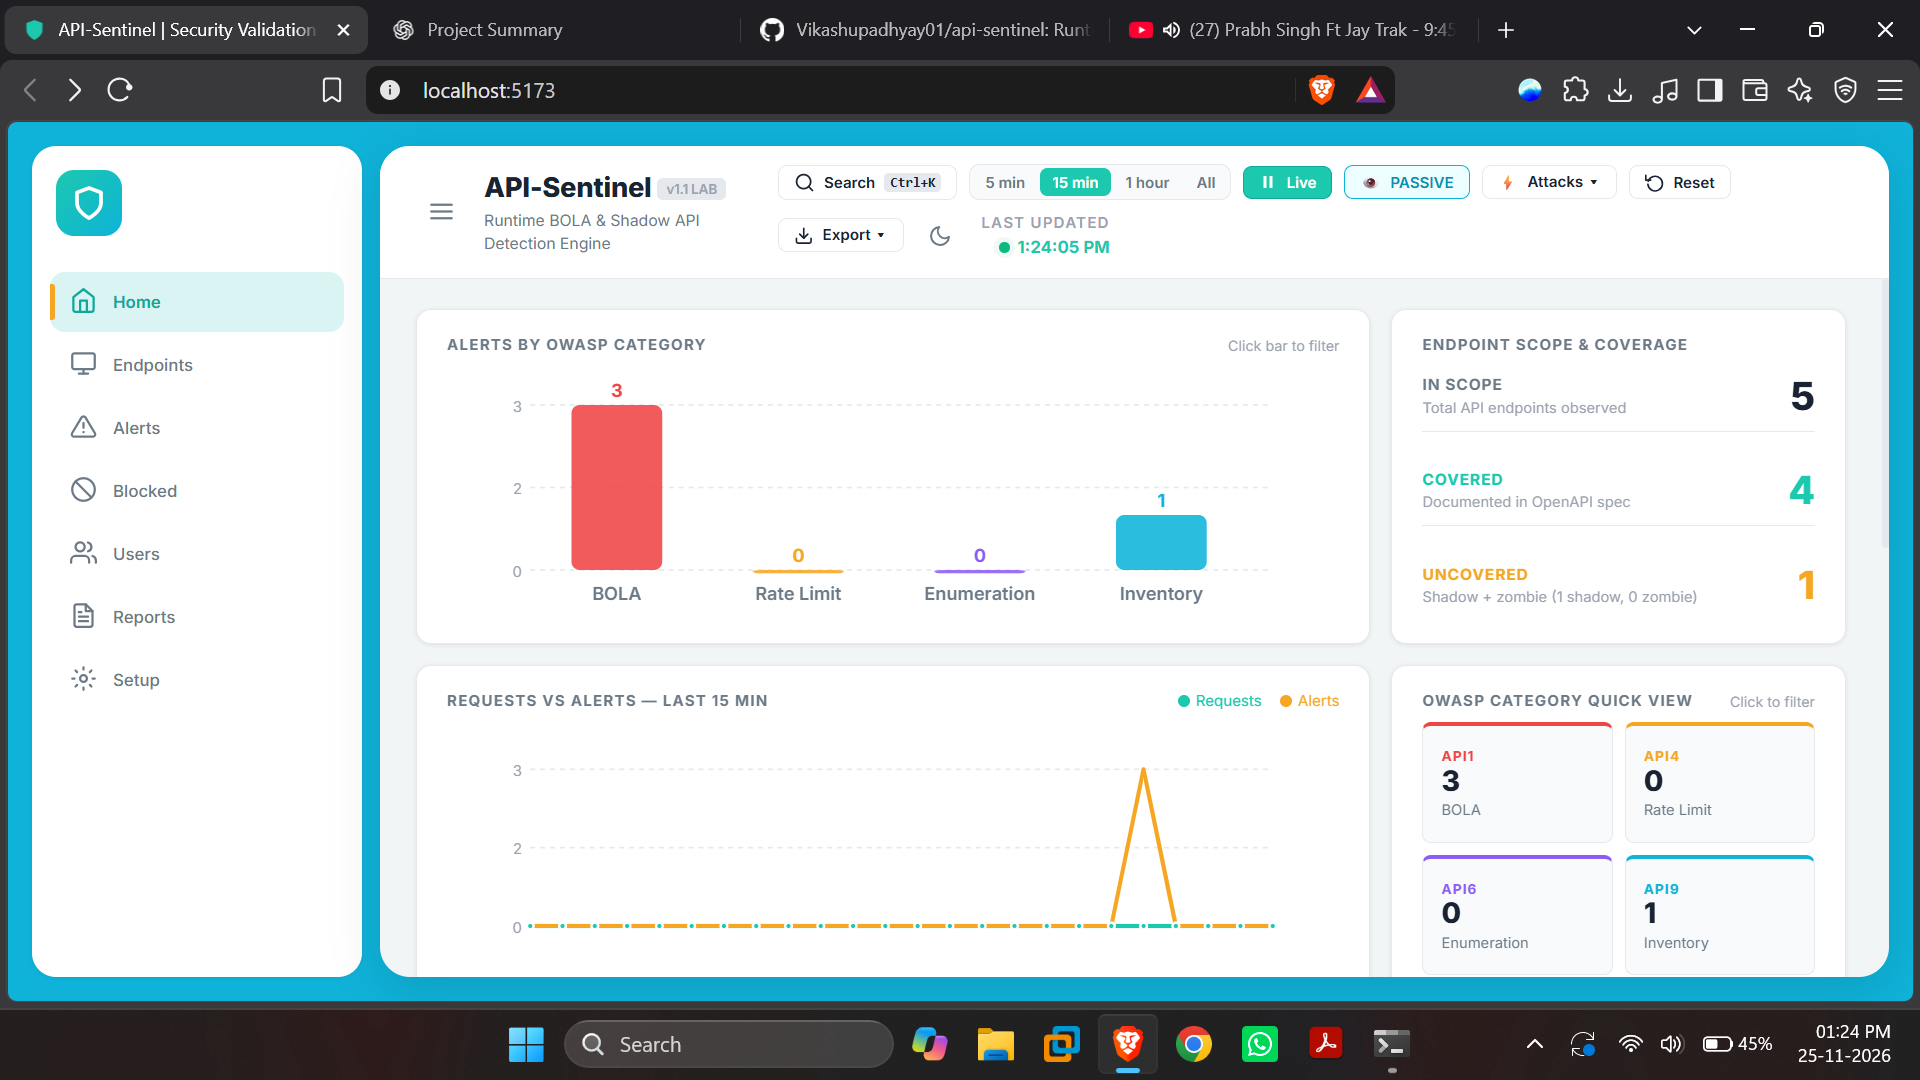 API-Sentinel | Security Validation
Project Summary
Vikashupadhyay01/api-sentinel: Runt
(27) Prabh Singh Ft Jay Trak - 9:45
localhost:5173
API-Sentinel v1.1 LAB
Runtime BOLA & Shadow API
Detection Engine
Search Ctrl+K
5 min 15 min 1 hour All
Live
PASSIVE
Attacks
Reset
Export
LAST UPDATED
1:24:05 PM
Home
Endpoints
Alerts
Blocked
Users
Reports
Setup
ALERTS BY OWASP CATEGORY
Click bar to filter
3
3
2
1
0
0
0
BOLA Rate Limit Enumeration Inventory
ENDPOINT SCOPE & COVERAGE
IN SCOPE
Total API endpoints observed
5
COVERED
Documented in OpenAPI spec
4
UNCOVERED
Shadow + zombie (1 shadow, 0 zombie)
1
REQUESTS VS ALERTS — LAST 15 MIN
Requests Alerts
3
2
0
OWASP CATEGORY QUICK VIEW
Click to filter
API1
3
BOLA
API4
0
Rate Limit
API6
0
Enumeration
API9
1
Inventory
Search
45%
01:24 PM
25-11-2026